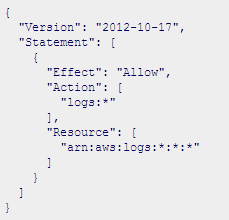 {
  "Version": "2012-10-17",
  "Statement": [
    {
      "Effect": "Allow",
      "Action": [
        "logs:*"
      ],
      "Resource": [
        "arn:aws:logs:*:*:*"
      ]
    }
  ]
}